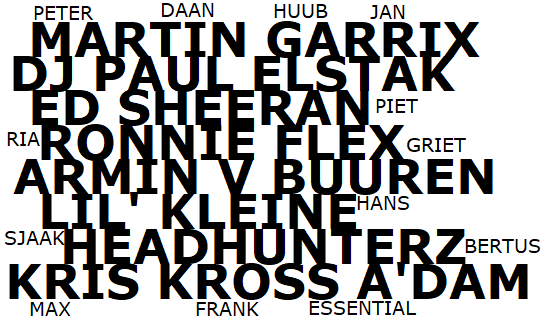 PETER DAAN HUUB JAN
MARTIN GARRIX
DJ PAUL ELSTAK
ED SHEERAN PIET
RIA RONNIE FLEX GRIET
ARMIN V BUUREN
LIL' KLEINE HANS
SJAAK HEADHUNTERZ BERTUS
KRIS KROSS A'DAM
MAX FRANK ESSENTIAL